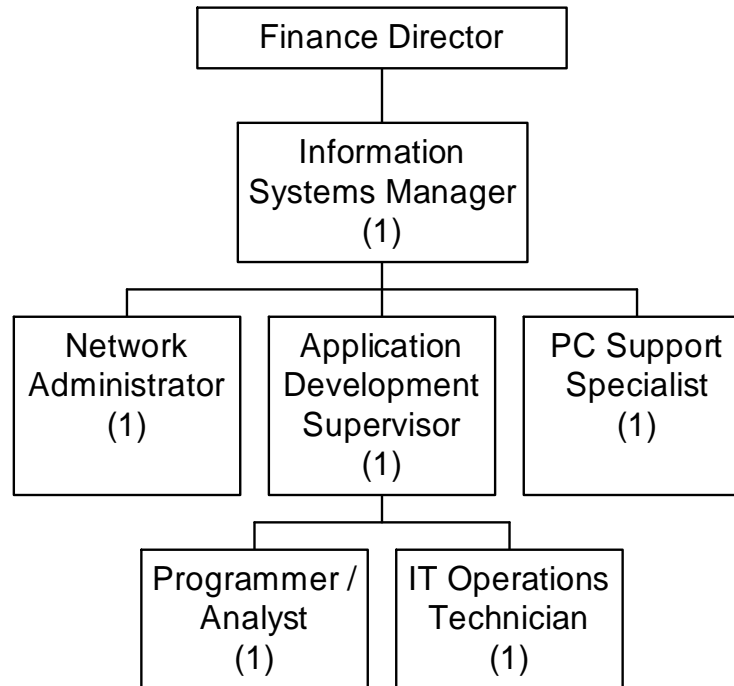 Finance Director
Information
Systems Manager
(1)
Network
Administrator
(1)
Application
Development
Supervisor
(1)
PC Support
Specialist
(1)
Programmer /
Analyst
(1)
IT Operations
Technician
(1)